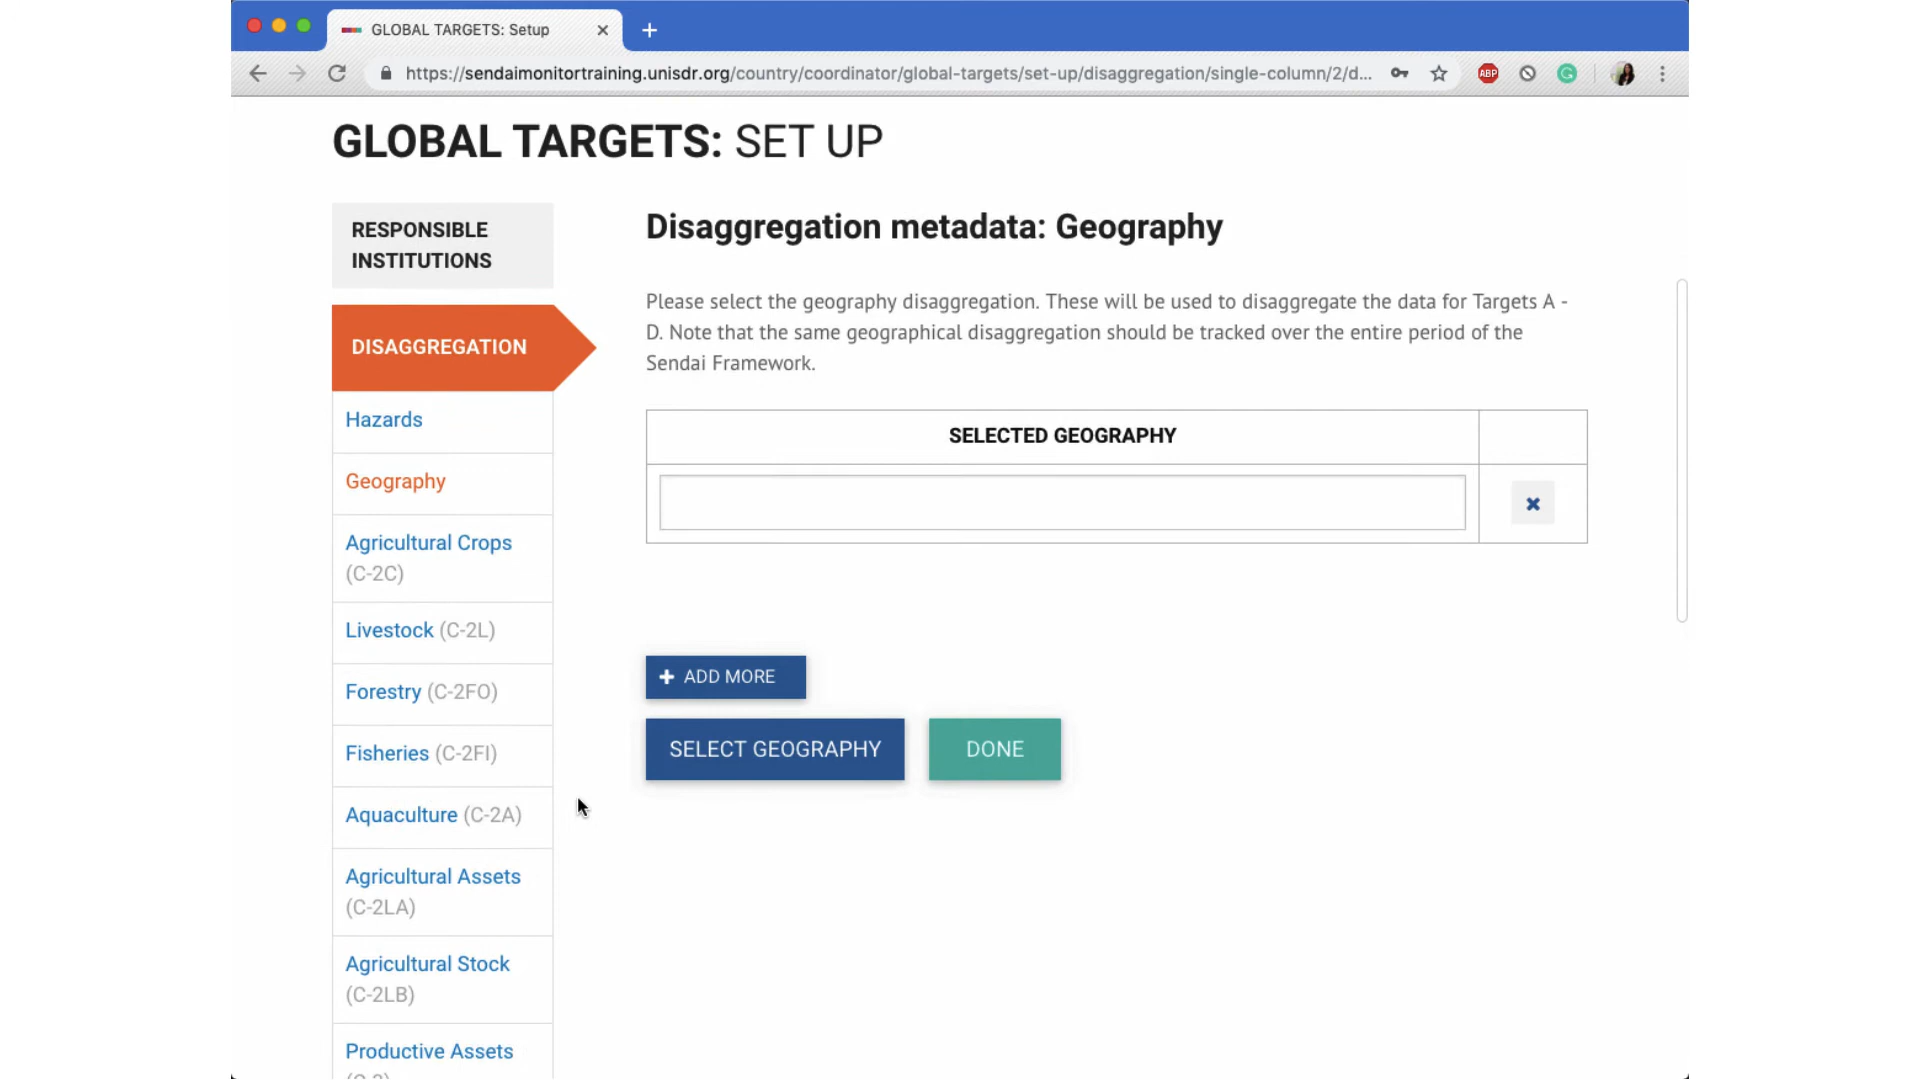 GLOBAL TARGETS: Setup
https://sendaimonitortraining.unisdr.org/country/coordinator/global-targets/set-up/disaggregation/single-column/2/d...
ABP
GLOBAL TARGETS: SET UP
RESPONSIBLE
INSTITUTIONS
DISAGGREGATION
Hazards
Geography
Agricultural Crops
(C-2C)
Livestock (C-2L)
Forestry (C-2FO)
Fisheries (C-2FI)
Aquaculture (C-2A)
Agricultural Assets
(C-2LA)
Agricultural Stock
(C-2LB)
Productive Assets
Disaggregation metadata: Geography
Please select the geography disaggregation. These will be used to disaggregate the data for Targets A -
D. Note that the same geographical disaggregation should be tracked over the entire period of the
Sendai Framework.
SELECTED GEOGRAPHY
ADD MORE
SELECT GEOGRAPHY
DONE